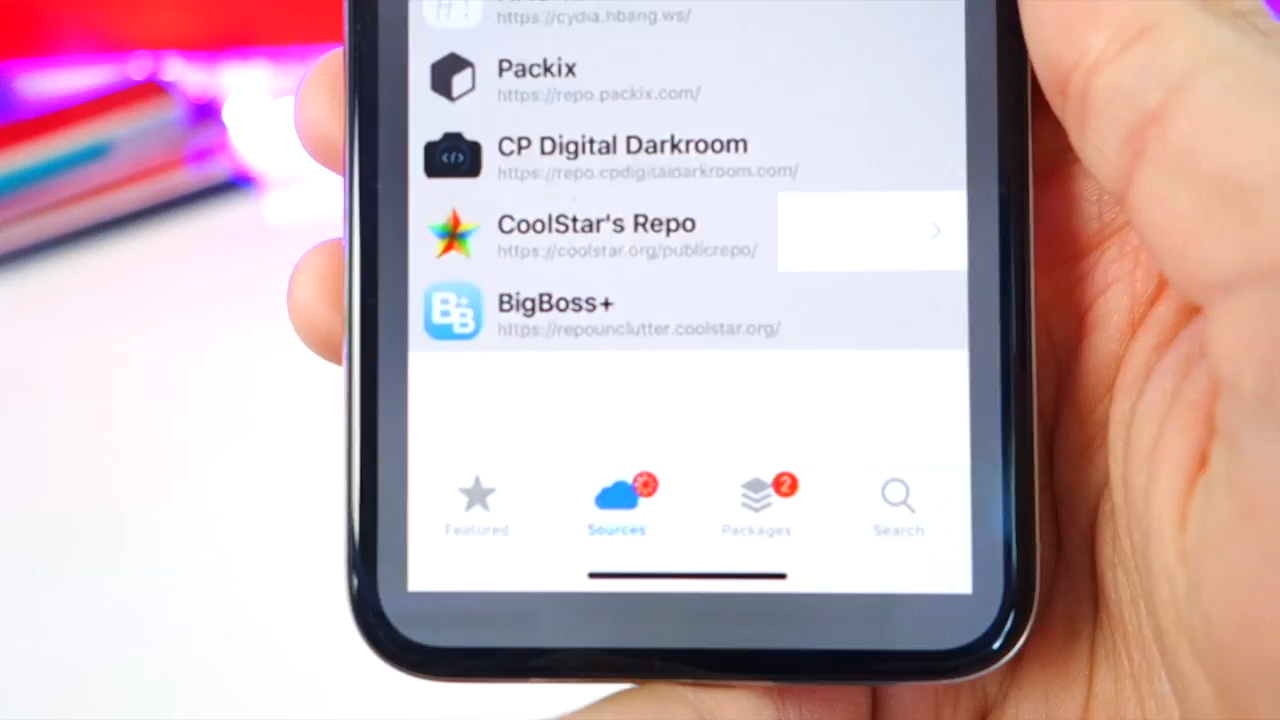 https://cydia.hbang.ws/
Packix
https://repo.packix.com/
CP Digital Darkroom
https://repo.cpdigitaldarkroom.com/
CoolStar's Repo
https://coolstar.org/publicrepo/
BigBoss+
https://repounclutter.coolstar.org/
Featured
Sources
2
Packages
Search